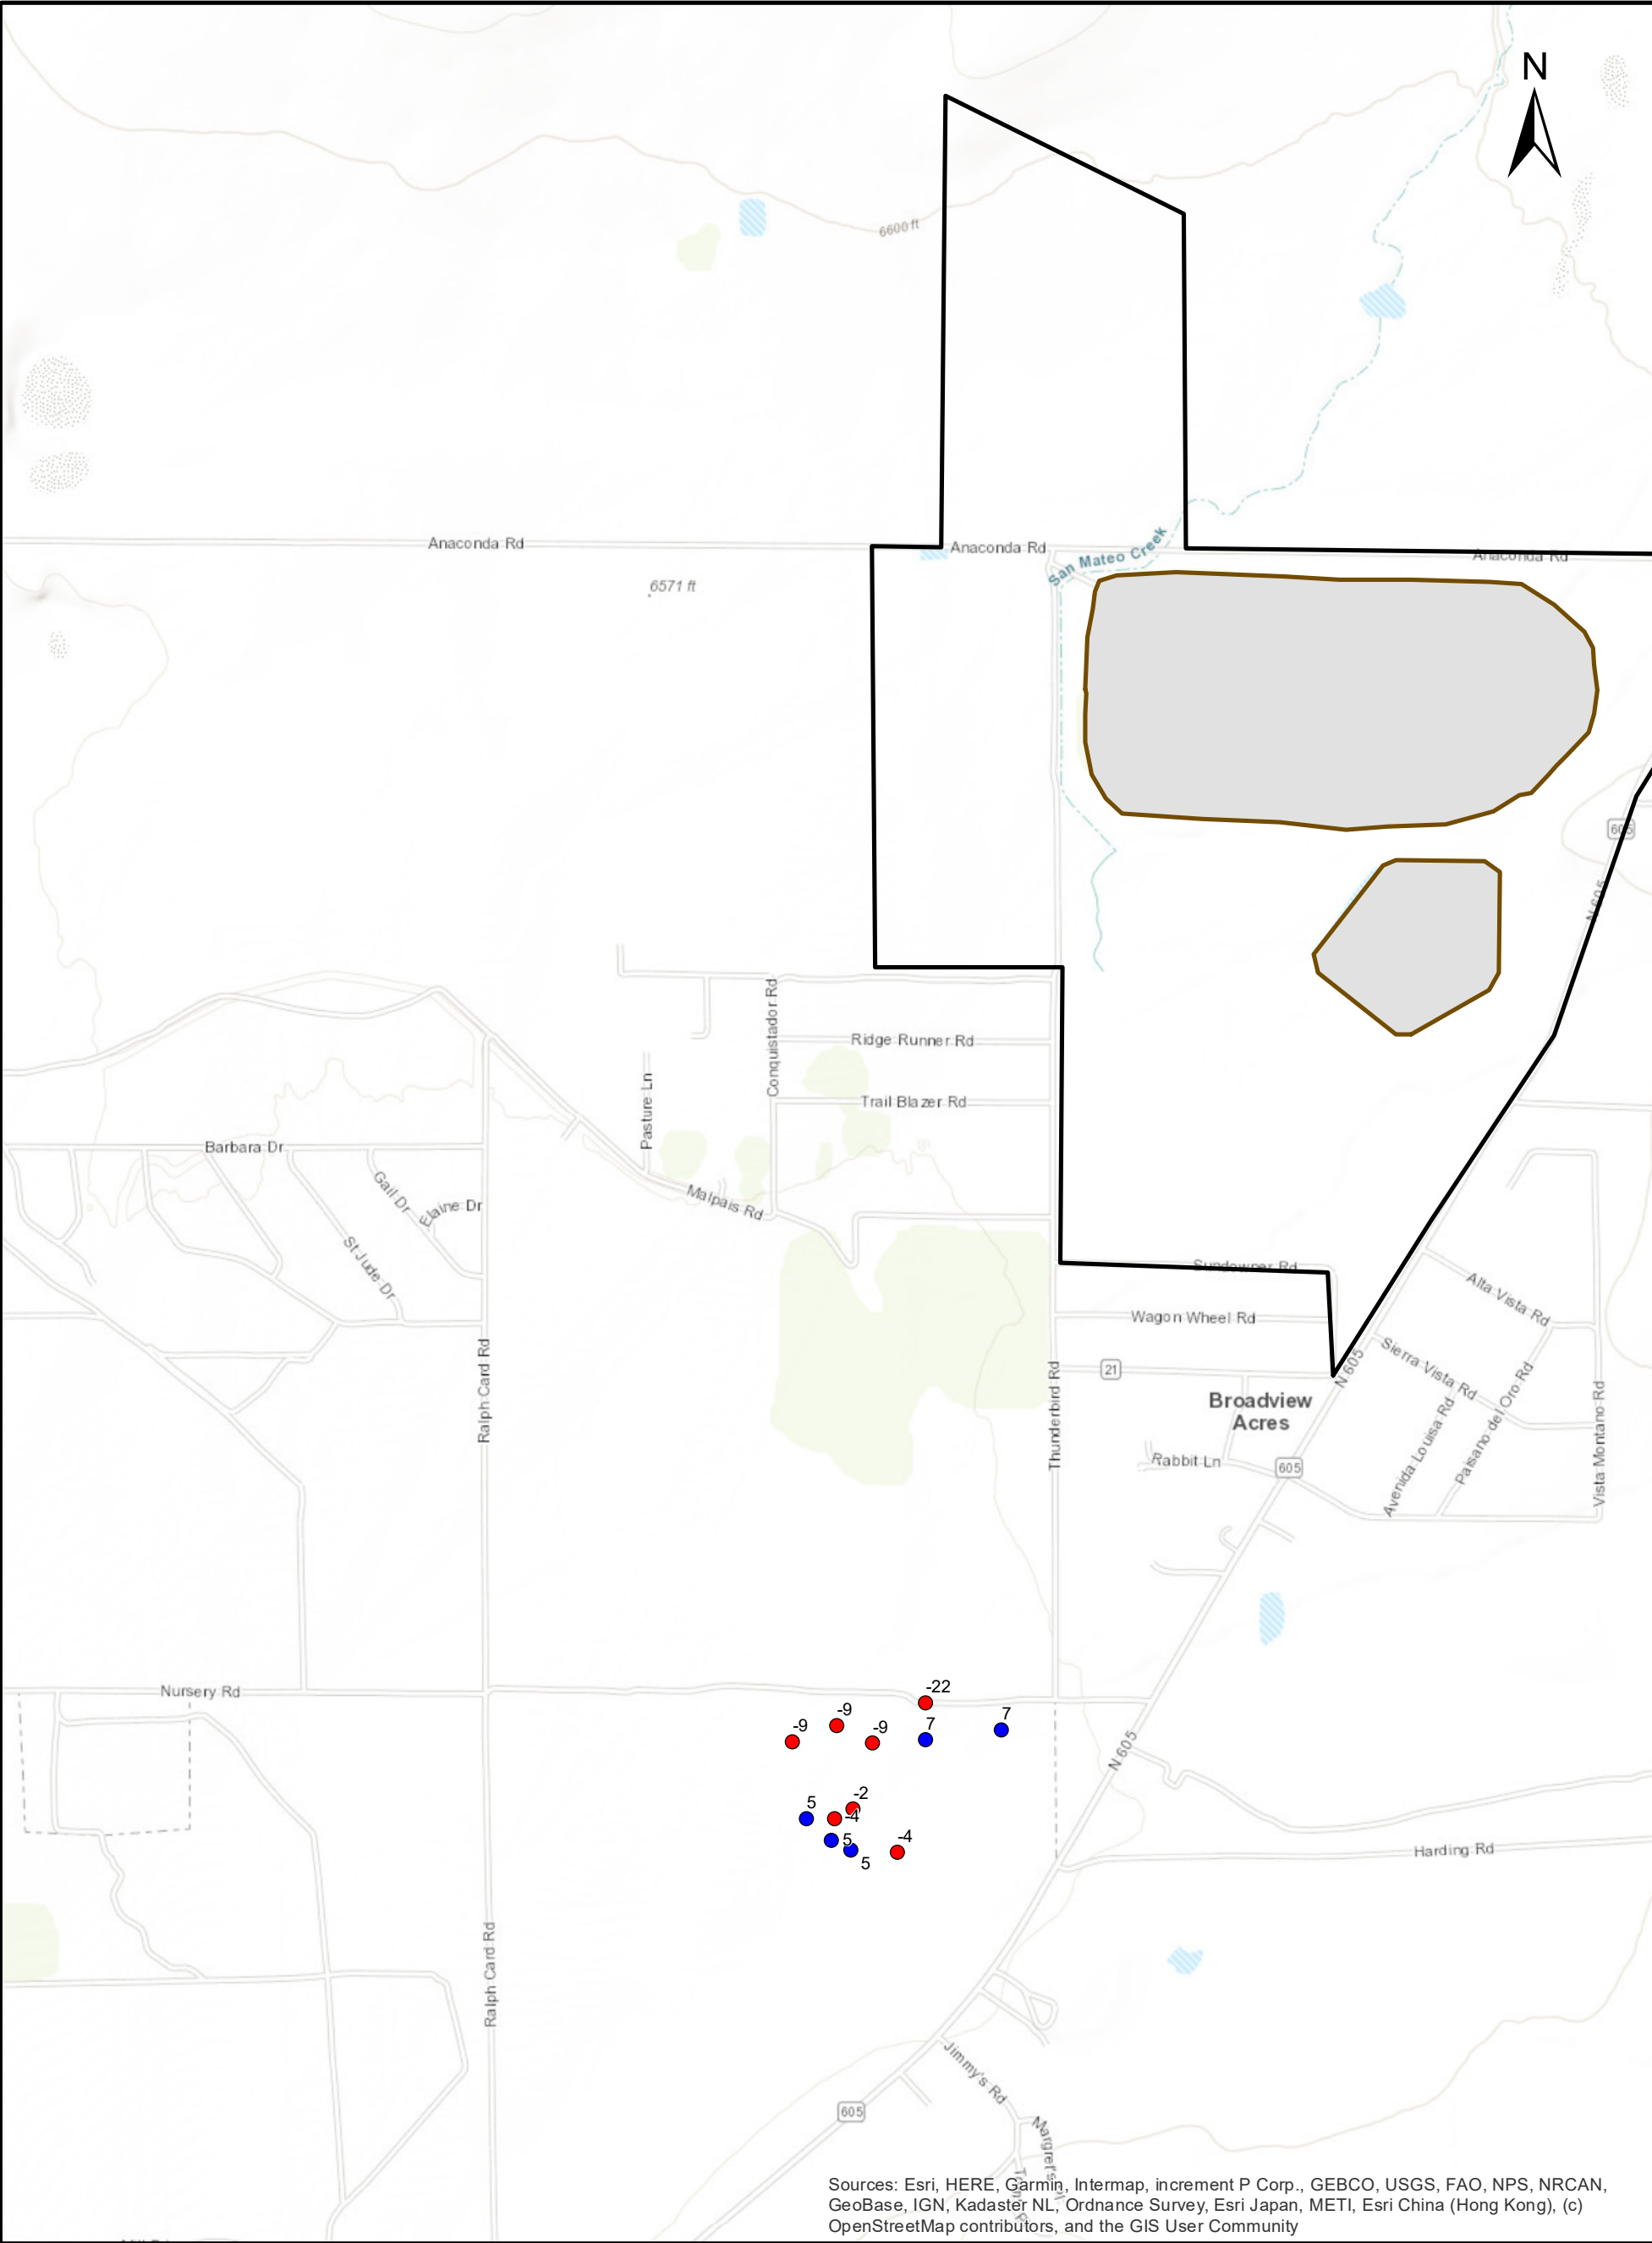 N
6600 ft
Anaconda Rd
Anaconda Rd
Anaconda Rd
San Mateo Creek
6571 ft
605
N 605
Conquistador Rd
Ridge Runner Rd
Pasture Ln
Trail Blazer Rd
Barbara Dr
Gail Dr
Elaine Dr
Malpais Rd
St Jude Dr
Sundowner Rd
Alta Vista Rd
Wagon Wheel Rd
Sierra Vista Rd
N 605
21
Ralph Card Rd
Thunderbird Rd
Broadview
Acres
Paisano del Oro Rd
Avenida Louisa Rd
Vista Montano Rd
Rabbit Ln
605
Nursery Rd
-22
-9
-9
-9
7
7
N 605
-2
5
-4
5
-4
5
Harding Rd
Ralph Card Rd
Jimmy's Rd
605
Margret's Pl
Sources: Esri, HERE, Garmin, Intermap, increment P Corp., GEBCO, USGS, FAO, NPS, NRCAN,
GeoBase, IGN, Kadaster NL, Ordnance Survey, Esri Japan, METI, Esri China (Hong Kong), (c)
OpenStreetMap contributors, and the GIS User Community